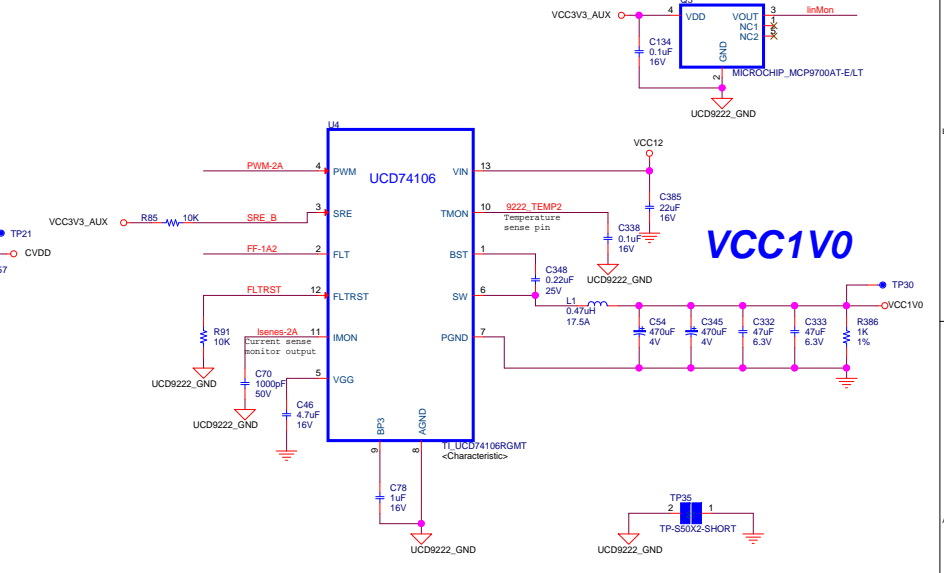 VCC3V3_AUX
4
VDD
VOUT
3
IinMon
NC1
1
NC2
5
C134
0.1uF
16V
GND
2
MICROCHIP_MCP9700AT-E/LT
UCD9222_GND
U4
UCD74106
PWM-2A
4
PWM
VIN
13
VCC12
C385
22uF
16V
VCC3V3_AUX
R85
10K
SRE_B
3
SRE
TMON
10
9222_TEMP2
Temperature
sense pin
C338
0.1uF
16V
UCD9222_GND
TP21
CVDD
57
FF-1A2
2
FLT
BST
1
C348
0.22uF
25V
VCC1V0
FLTRST
12
FLTRST
SW
6
L1
0.47uH
17.5A
TP30
VCC1V0
R91
10K
UCD9222_GND
Isenes-2A
11
IMON
Current sense
monitor output
PGND
7
C54
470uF
4V
C345
470uF
4V
C332
47uF
6.3V
C333
47uF
6.3V
R386
1K
1%
C70
1000pF
50V
UCD9222_GND
5
VGG
C46
4.7uF
16V
BP3
9
AGND
8
TI_UCD74106RGMT
<Characteristic>
C78
1uF
16V
UCD9222_GND
TP35
2
1
TP-S50X2-SHORT
UCD9222_GND